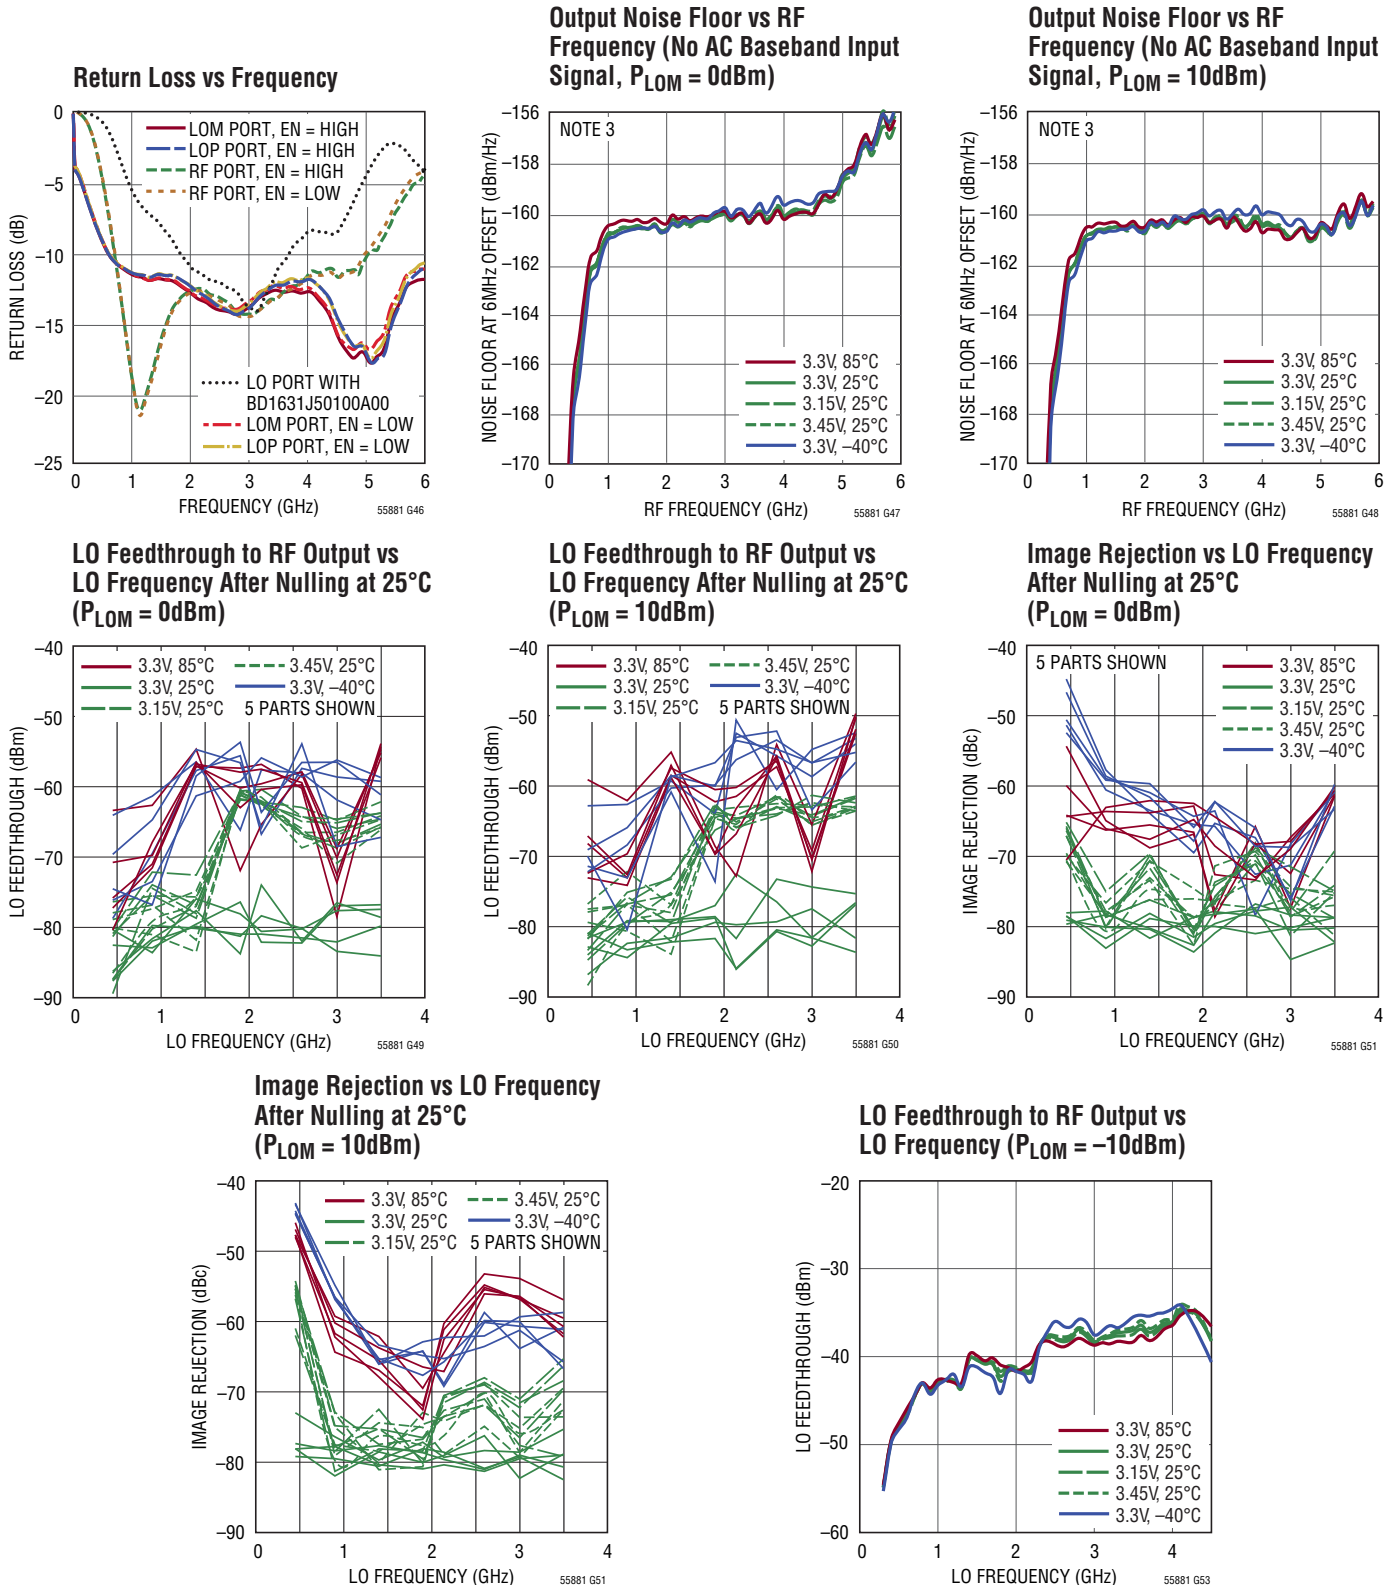 Return Loss vs Frequency
0
–5
–10
–15
–20
–25
RETURN LOSS (dB)
LOM PORT, EN = HIGH
LOP PORT, EN = HIGH
RF PORT, EN = HIGH
RF PORT, EN = LOW
LO PORT WITH
BD1631J50100A00
LOM PORT, EN = LOW
LOP PORT, EN = LOW
0 1 2 3 4 5 6
FREQUENCY (GHz)
55881 G46
Output Noise Floor vs RF
Frequency (No AC Baseband Input
Signal, PLOM = 0dBm)
–156
–158
–160
–162
–164
–166
–168
–170
NOISE FLOOR AT 6MHz OFFSET (dBm/Hz)
NOTE 3
3.3V, 85°C
3.3V, 25°C
3.15V, 25°C
3.45V, 25°C
3.3V, –40°C
0 1 2 3 4 5 6
RF FREQUENCY (GHz)
55881 G47
Output Noise Floor vs RF
Frequency (No AC Baseband Input
Signal, PLOM = 10dBm)
–156
–158
–160
–162
–164
–166
–168
–170
NOISE FLOOR AT 6MHz OFFSET (dBm/Hz)
NOTE 3
3.3V, 85°C
3.3V, 25°C
3.15V, 25°C
3.45V, 25°C
3.3V, –40°C
0 1 2 3 4 5 6
RF FREQUENCY (GHz)
55881 G48
LO Feedthrough to RF Output vs
LO Frequency After Nulling at 25°C
(PLOM = 0dBm)
–40
–50
–60
–70
–80
–90
LO FEEDTHROUGH (dBm)
3.3V, 85°C 3.45V, 25°C
3.3V, 25°C 3.3V, –40°C
3.15V, 25°C 5 PARTS SHOWN
0 1 2 3 4
LO FREQUENCY (GHz)
55881 G49
LO Feedthrough to RF Output vs
LO Frequency After Nulling at 25°C
(PLOM = 10dBm)
–40
–50
–60
–70
–80
–90
LO FEEDTHROUGH (dBm)
3.3V, 85°C 3.45V, 25°C
3.3V, 25°C 3.3V, –40°C
3.15V, 25°C 5 PARTS SHOWN
0 1 2 3 4
LO FREQUENCY (GHz)
55881 G50
Image Rejection vs LO Frequency
After Nulling at 25°C
(PLOM = 0dBm)
–40
–50
–60
–70
–80
–90
IMAGE REJECTION (dBc)
5 PARTS SHOWN
3.3V, 85°C
3.3V, 25°C
3.15V, 25°C
3.45V, 25°C
3.3V, –40°C
0 1 2 3 4
LO FREQUENCY (GHz)
55881 G51
Image Rejection vs LO Frequency
After Nulling at 25°C
(PLOM = 10dBm)
–40
–50
–60
–70
–80
–90
IMAGE REJECTION (dBc)
3.3V, 85°C 3.45V, 25°C
3.3V, 25°C 3.3V, –40°C
3.15V, 25°C 5 PARTS SHOWN
0 1 2 3 4
LO FREQUENCY (GHz)
55881 G51
LO Feedthrough to RF Output vs
LO Frequency (PLOM = –10dBm)
–20
–30
–40
–50
–60
LO FEEDTHROUGH (dBm)
3.3V, 85°C
3.3V, 25°C
3.15V, 25°C
3.45V, 25°C
3.3V, –40°C
0 1 2 3 4
LO FREQUENCY (GHz)
55881 G53